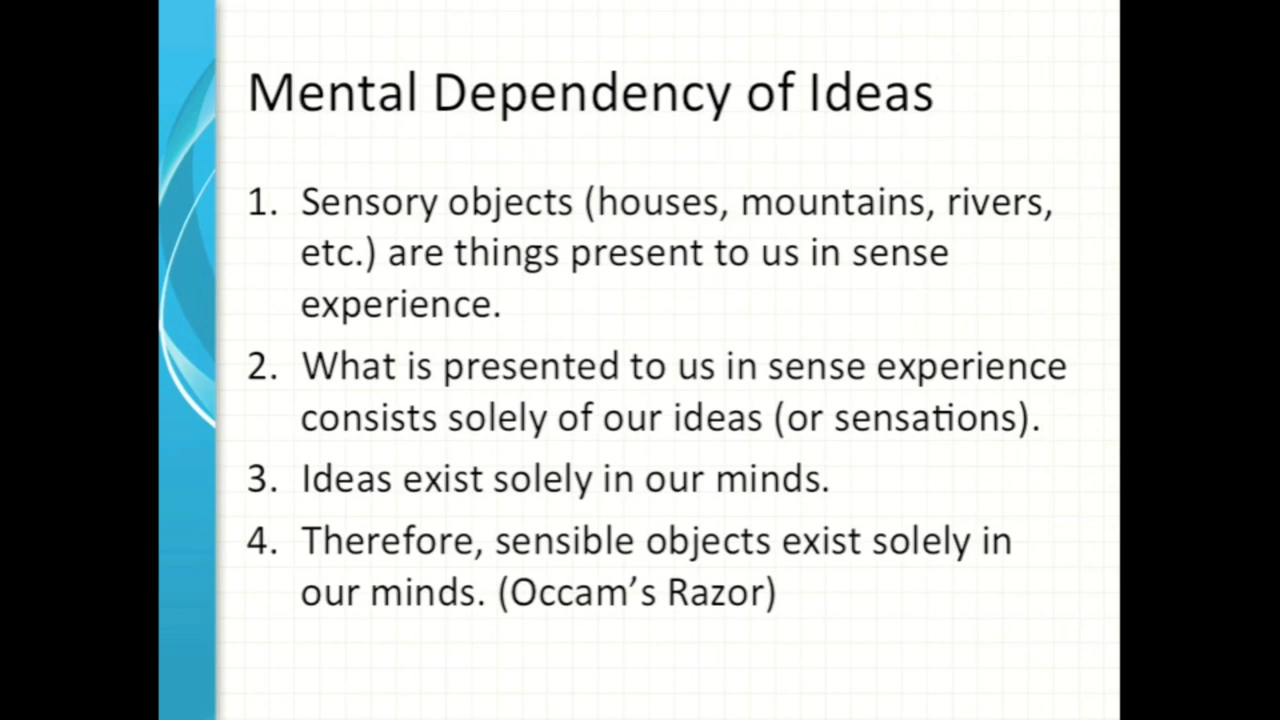 Mental Dependency of Ideas
1. Sensory objects (houses, mountains, rivers,
etc.) are things present to us in sense
experience.
2. What is presented to us in sense experience
consists solely of our ideas (or sensations).
3. Ideas exist solely in our minds.
4. Therefore, sensible objects exist solely in
our minds. (Occam’s Razor)